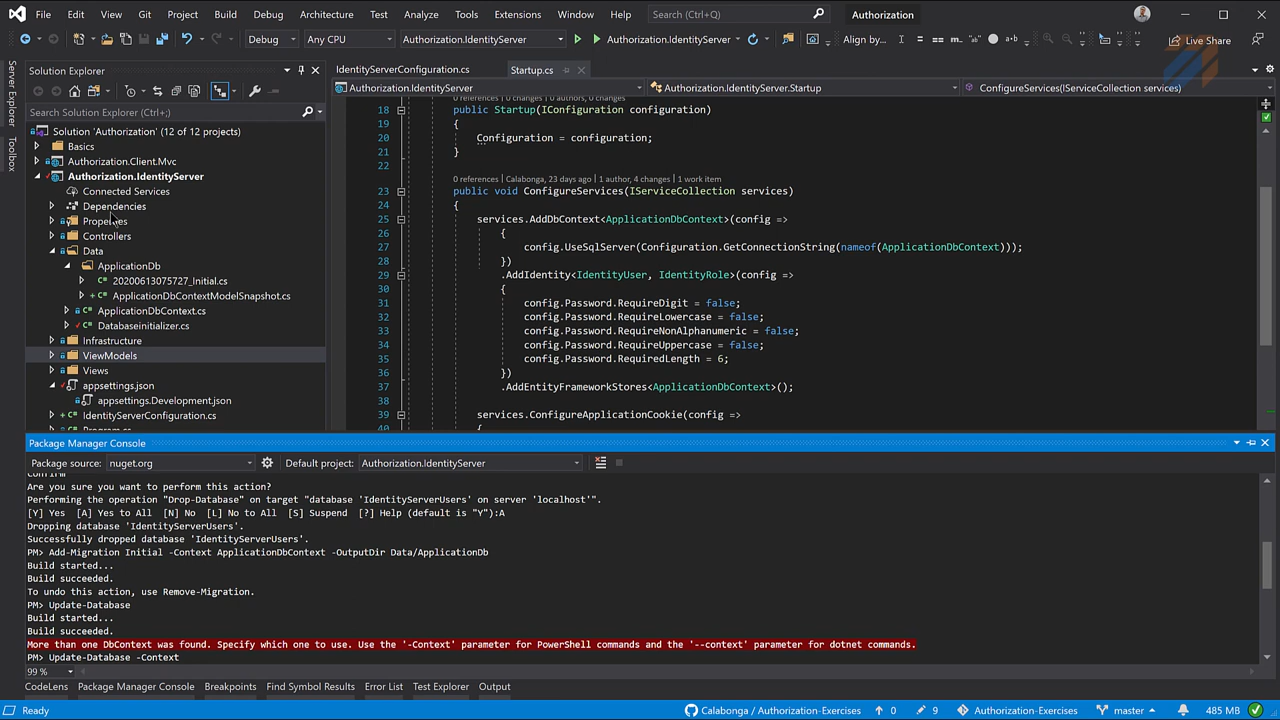 File Edit View Git Project Build Debug Architecture Test Analyze Tools Extensions Window Help Search (Ctrl+Q) Authorization
Debug Any CPU Authorization.IdentityServer Authorization.IdentityServer Align by... Live Share
Server Explorer
Toolbox
Solution Explorer
Search Solution Explorer (Ctrl+;)
Solution 'Authorization' (12 of 12 projects)
Basics
Authorization.Client.Mvc
Authorization.IdentityServer
Connected Services
Dependencies
Properties
Controllers
Data
ApplicationDb
20200613075727_Initial.cs
ApplicationDbContextModelSnapshot.cs
ApplicationDbContext.cs
DatabaseInitializer.cs
Infrastructure
ViewModels
Views
appsettings.json
appsettings.Development.json
IdentityServerConfiguration.cs
Program.cs
IdentityServerConfiguration.cs Startup.cs
Authorization.IdentityServer Authorization.IdentityServer.Startup ConfigureServices(IServiceCollection services)
0 references | 0 changes | 0 authors, 0 changes
18 public Startup(IConfiguration configuration)
19 {
20 Configuration = configuration;
21 }
22
0 references | Calabonga, 23 days ago | 1 author, 4 changes | 1 work item
23 public void ConfigureServices(IServiceCollection services)
24 {
25 services.AddDbContext<ApplicationDbContext>(config =>
26 {
27 config.UseSqlServer(Configuration.GetConnectionString(nameof(ApplicationDbContext)));
28 })
29 .AddIdentity<IdentityUser, IdentityRole>(config =>
30 {
31 config.Password.RequireDigit = false;
32 config.Password.RequireLowercase = false;
33 config.Password.RequireNonAlphanumeric = false;
34 config.Password.RequireUppercase = false;
35 config.Password.RequiredLength = 6;
36 })
37 .AddEntityFrameworkStores<ApplicationDbContext>();
38
39 services.ConfigureApplicationCookie(config =>
40 {
Package Manager Console
Package source: nuget.org Default project: Authorization.IdentityServer
Confirm
Are you sure you want to perform this action?
Performing the operation "Drop-Database" on target "database 'IdentityServerUsers' on server 'localhost'".
[Y] Yes [A] Yes to All [N] No [L] No to All [S] Suspend [?] Help (default is "Y"):A
Dropping database 'IdentityServerUsers'.
Successfully dropped database 'IdentityServerUsers'.
PM> Add-Migration Initial -Context ApplicationDbContext -OutputDir Data/ApplicationDb
Build started...
Build succeeded.
To undo this action, use Remove-Migration.
PM> Update-Database
Build started...
Build succeeded.
More than one DbContext was found. Specify which one to use. Use the '-Context' parameter for PowerShell commands and the '--context' parameter for dotnet commands.
PM> Update-Database -Context
99 %
CodeLens Package Manager Console Breakpoints Find Symbol Results Error List Test Explorer Output
Ready Calabonga / Authorization-Exercises 0 9 Authorization-Exercises master 485 MB